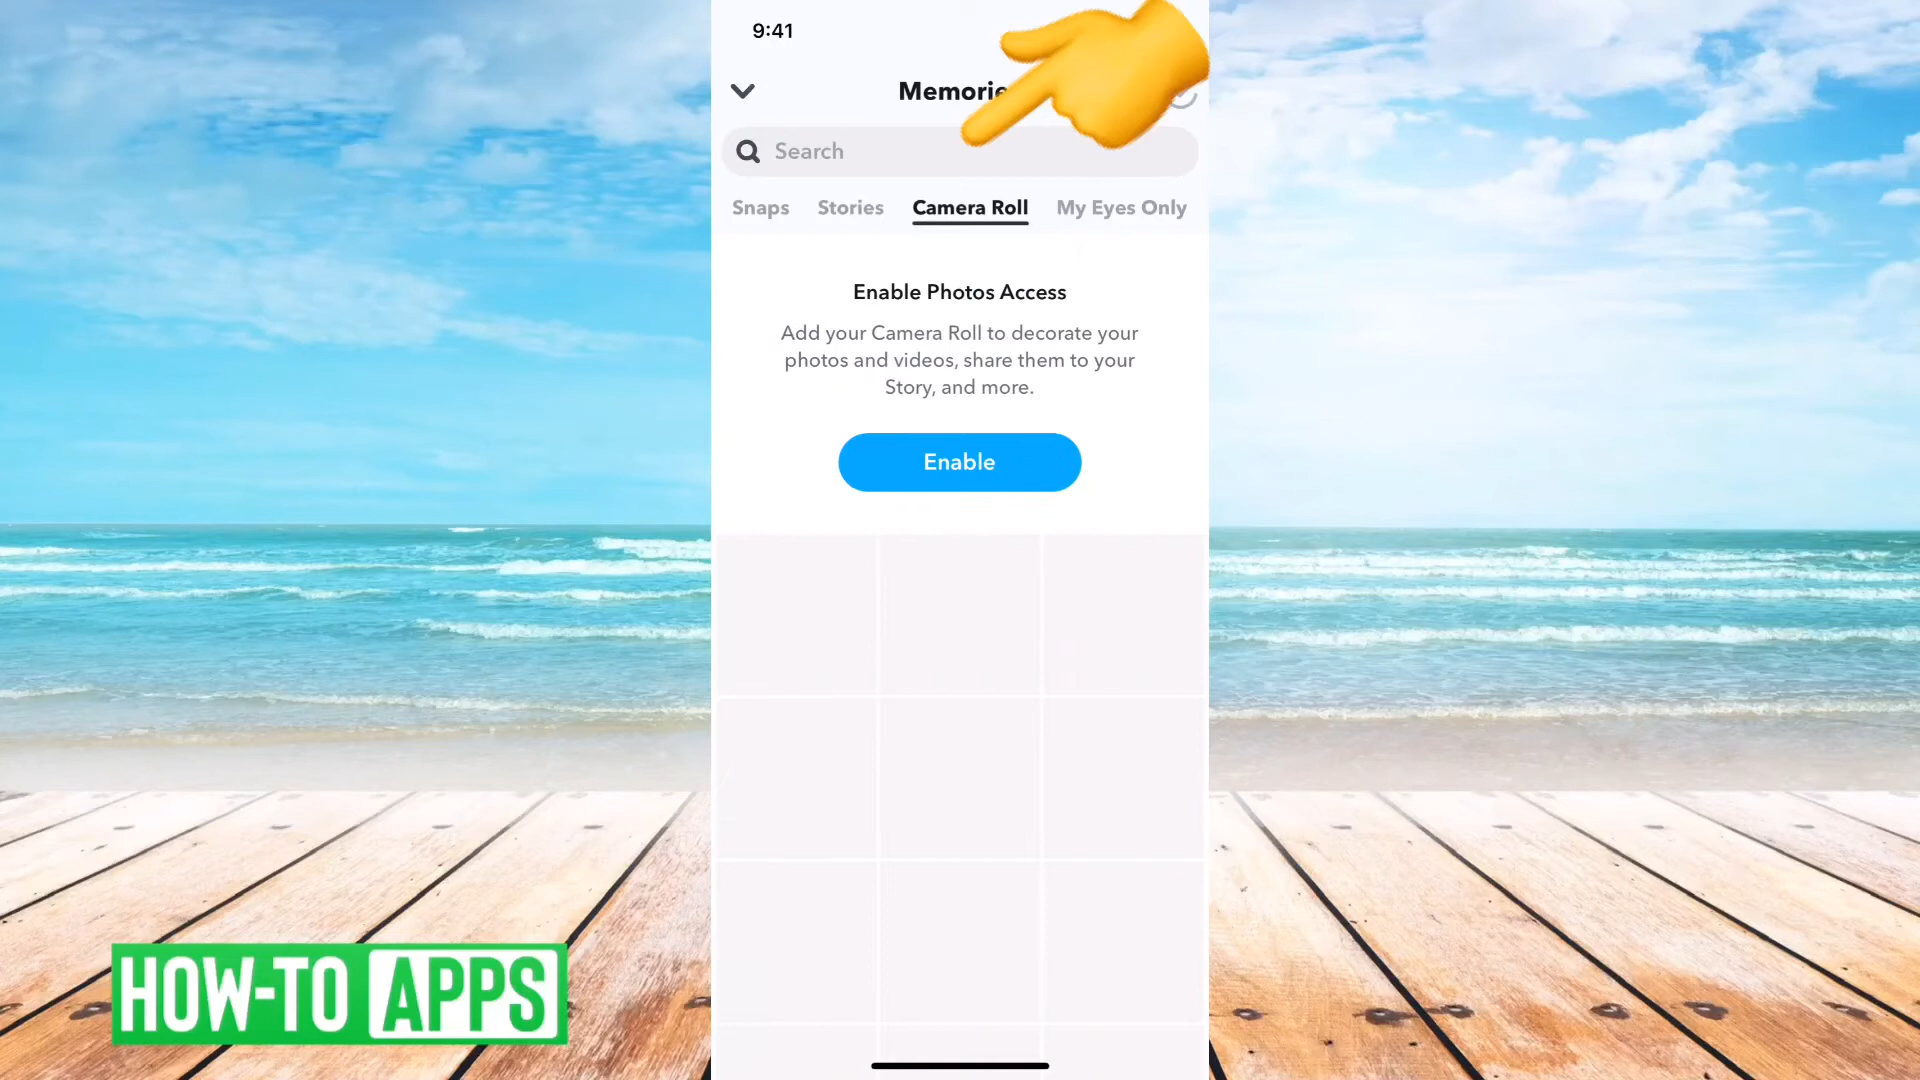 9:41
Memorie
Search
Snaps Stories Camera Roll My Eyes Only
Enable Photos Access
Add your Camera Roll to decorate your
photos and videos, share them to your
Story, and more.
Enable
HOW-TO APPS